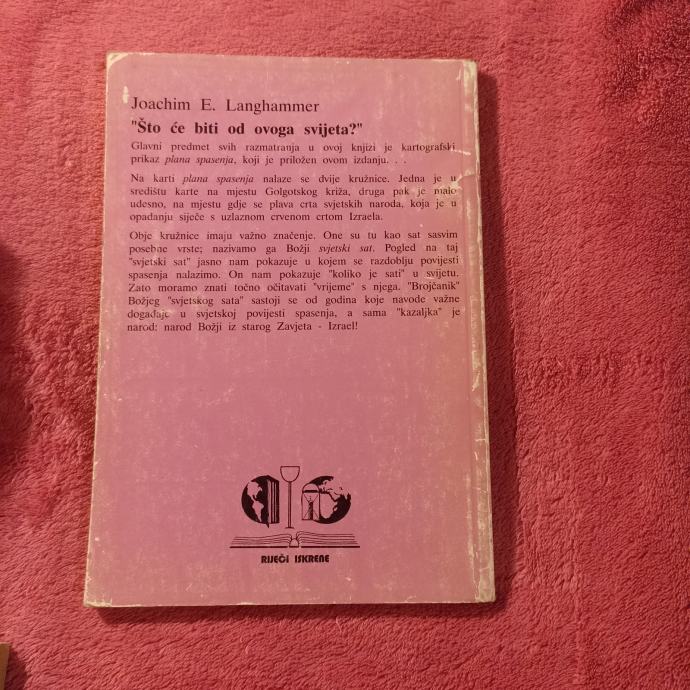 Joachim E. Langhammer
"Što će biti od ovoga svijeta?"
Glavni predmet svih razmatranja u ovoj knjizi je kartografski
prikaz plana spasenja, koji je priložen ovom izdanju. . .
Na karti plana spasenja nalaze se dvije kružnice. Jedna je u
središtu karte na mjestu Golgotskog križa, druga pak je malo
udesno, na mjestu gdje se plava crta svjetskih naroda, koja je u
opadanju siječe s uzlaznom crvenom crtom Izraela.
Obje kružnice imaju važno značenje. One su tu kao sat sasvim
posebne vrste; nazivamo ga Božji svjetski sat. Pogled na taj
"svjetski sat" jasno nam pokazuje u kojem se razdoblju povijesti
spasenja nalazimo. On nam pokazuje "koliko je sati" u svijetu.
Zato moramo znati točno očitavati "vrijeme" s njega. "Brojčanik"
Božjeg "svjetskog sata" sastoji se od godina koje navode važne
događaje u svjetskoj povijesti spasenja, a sama "kazaljka" je
narod: narod Božji iz starog Zavjeta - Izrael!
RIJEČI ISKRENE